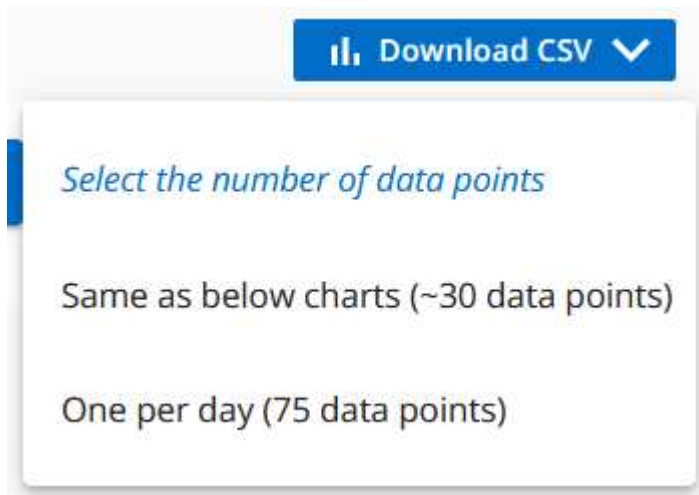 Download CSV
Select the number of data points
Same as below charts (~30 data points)
One per day (75 data points)